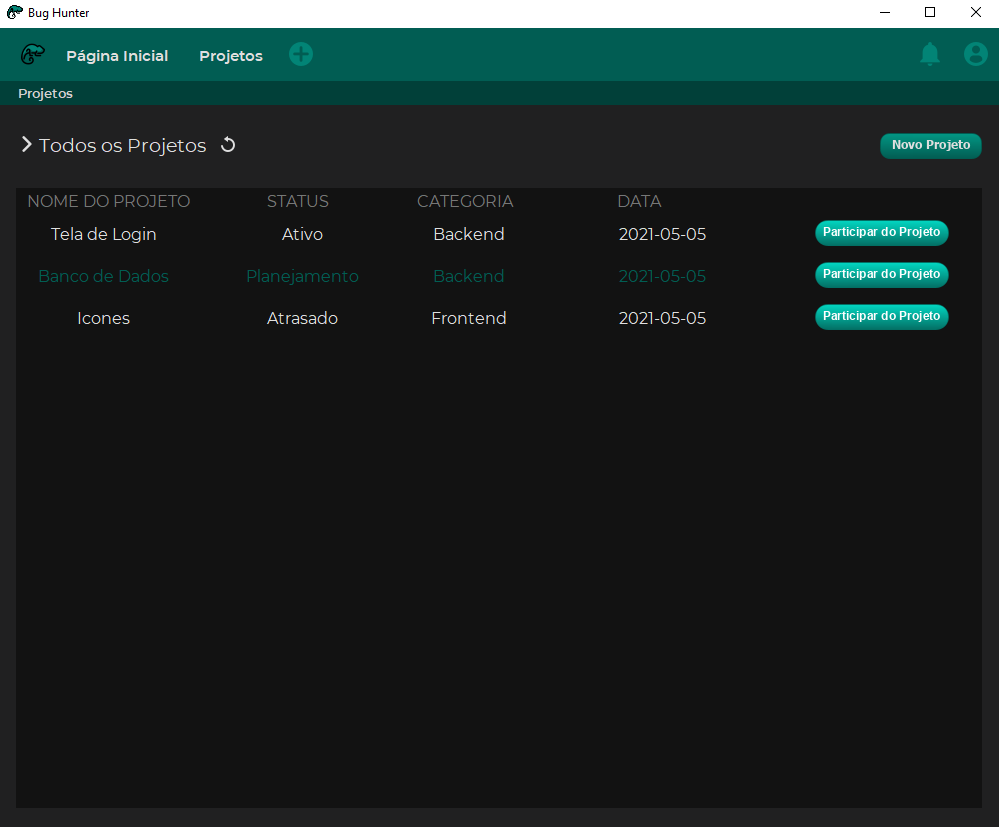 Bug Hunter
Página Inicial Projetos
Projetos
Todos os Projetos Novo Projeto
NOME DO PROJETO STATUS CATEGORIA DATA
Tela de Login Ativo Backend 2021-05-05 Participar do Projeto
Banco de Dados Planejamento Backend 2021-05-05 Participar do Projeto
Icones Atrasado Frontend 2021-05-05 Participar do Projeto